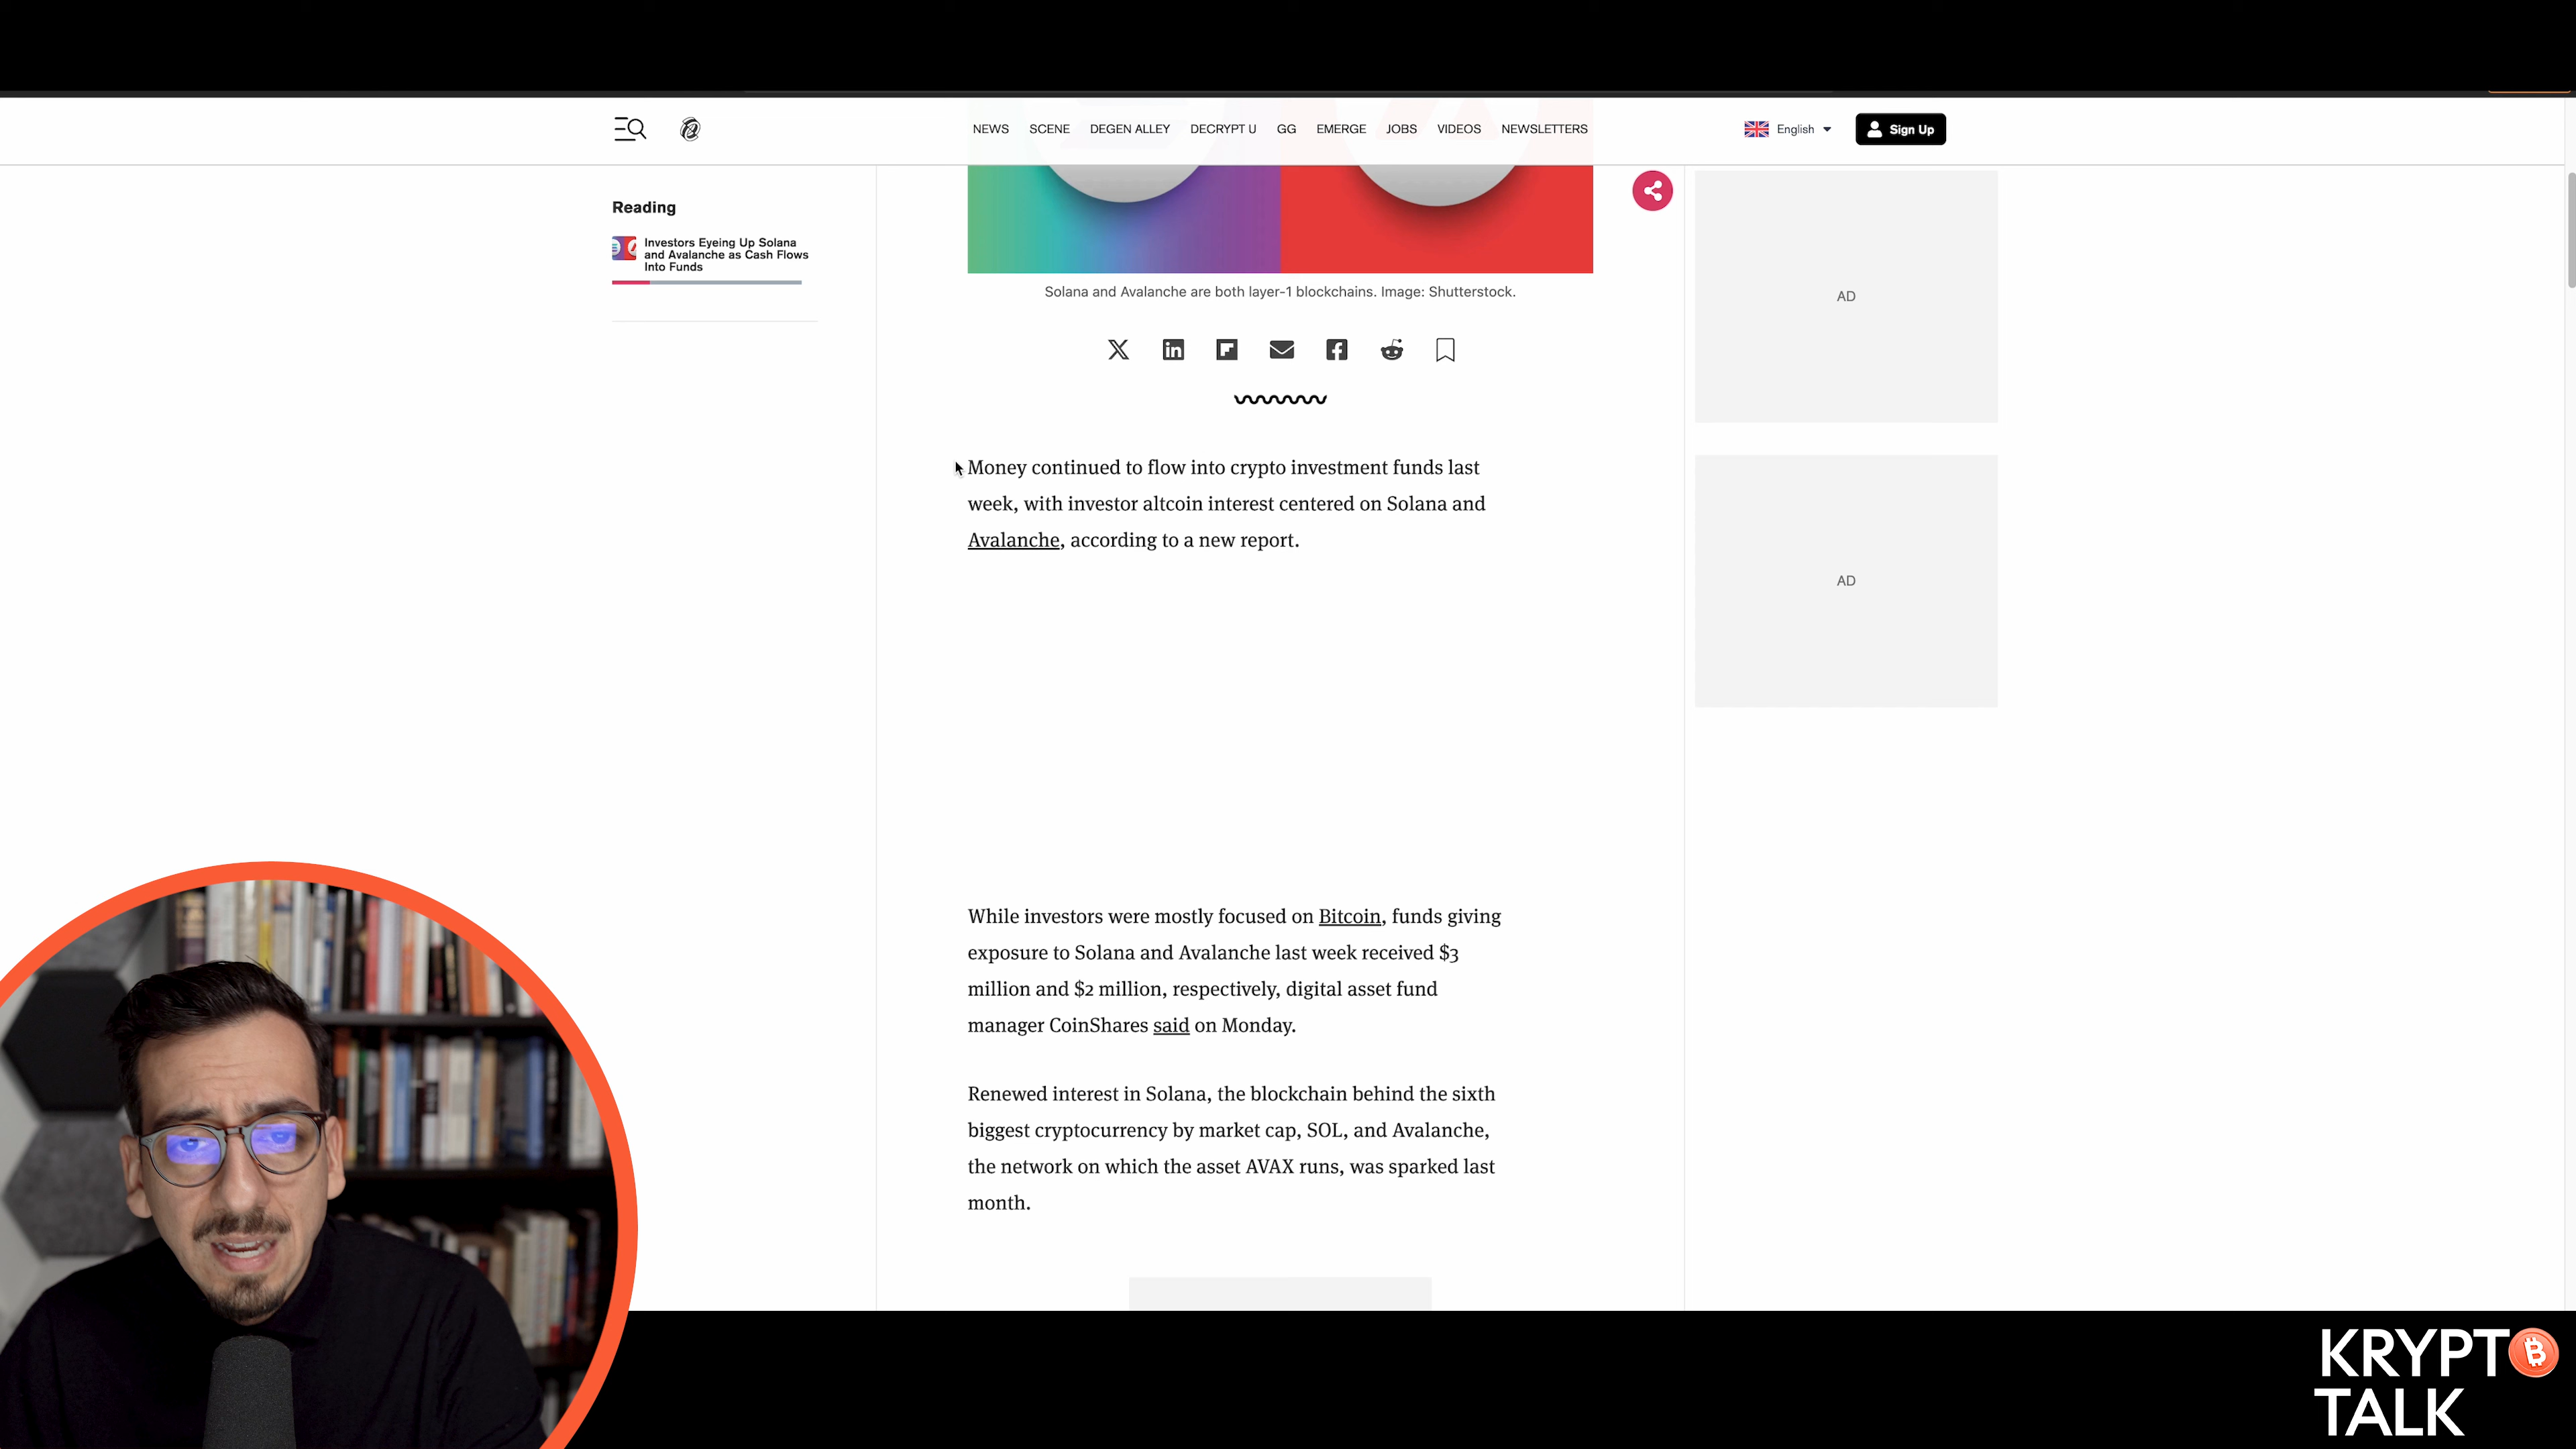 NEWS SCENE DEGEN ALLEY DECRYPT U GG EMERGE JOBS VIDEOS NEWSLETTERS
English
Sign Up
Reading
Investors Eyeing Up Solana
and Avalanche as Cash Flows
Into Funds
Solana and Avalanche are both layer-1 blockchains. Image: Shutterstock.
Money continued to flow into crypto investment funds last
week, with investor altcoin interest centered on Solana and
Avalanche, according to a new report.
While investors were mostly focused on Bitcoin, funds giving
exposure to Solana and Avalanche last week received $3
million and $2 million, respectively, digital asset fund
manager CoinShares said on Monday.
Renewed interest in Solana, the blockchain behind the sixth
biggest cryptocurrency by market cap, SOL, and Avalanche,
the network on which the asset AVAX runs, was sparked last
month.
AD
AD
KRYPTO
TALK